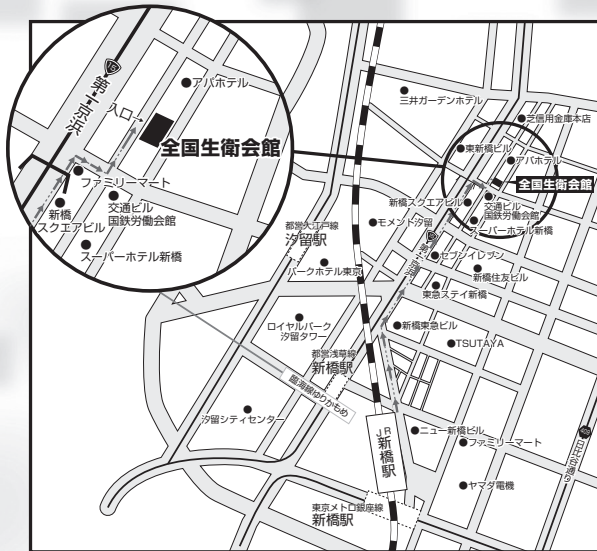 15
第一京浜
アパホテル
入口→
全国生衛会館
ファミリーマート
新橋
スクエアビル
交通ビル
国鉄労働会館
スーパーホテル新橋
三井ガーデンホテル
芝信用金庫本店
東新橋ビル
アパホテル
全国生衛会館
新橋スクエアビル
交通ビル
国鉄労働会館
スーパーホテル新橋
モメント汐留
都営大江戸線
汐留駅
パークホテル東京
15
第一京浜
セブンイレブン
新橋住友ビル
東急ステイ新橋
ロイヤルパーク
汐留タワー
新橋東急ビル
TSUTAYA
都営浅草線
新橋駅
臨海線ゆりかもめ
汐留シティセンター
JR
新橋駅
ニュー新橋ビル
ファミリーマート
ヤマダ電機
日比谷通り
東京メトロ銀座線
新橋駅